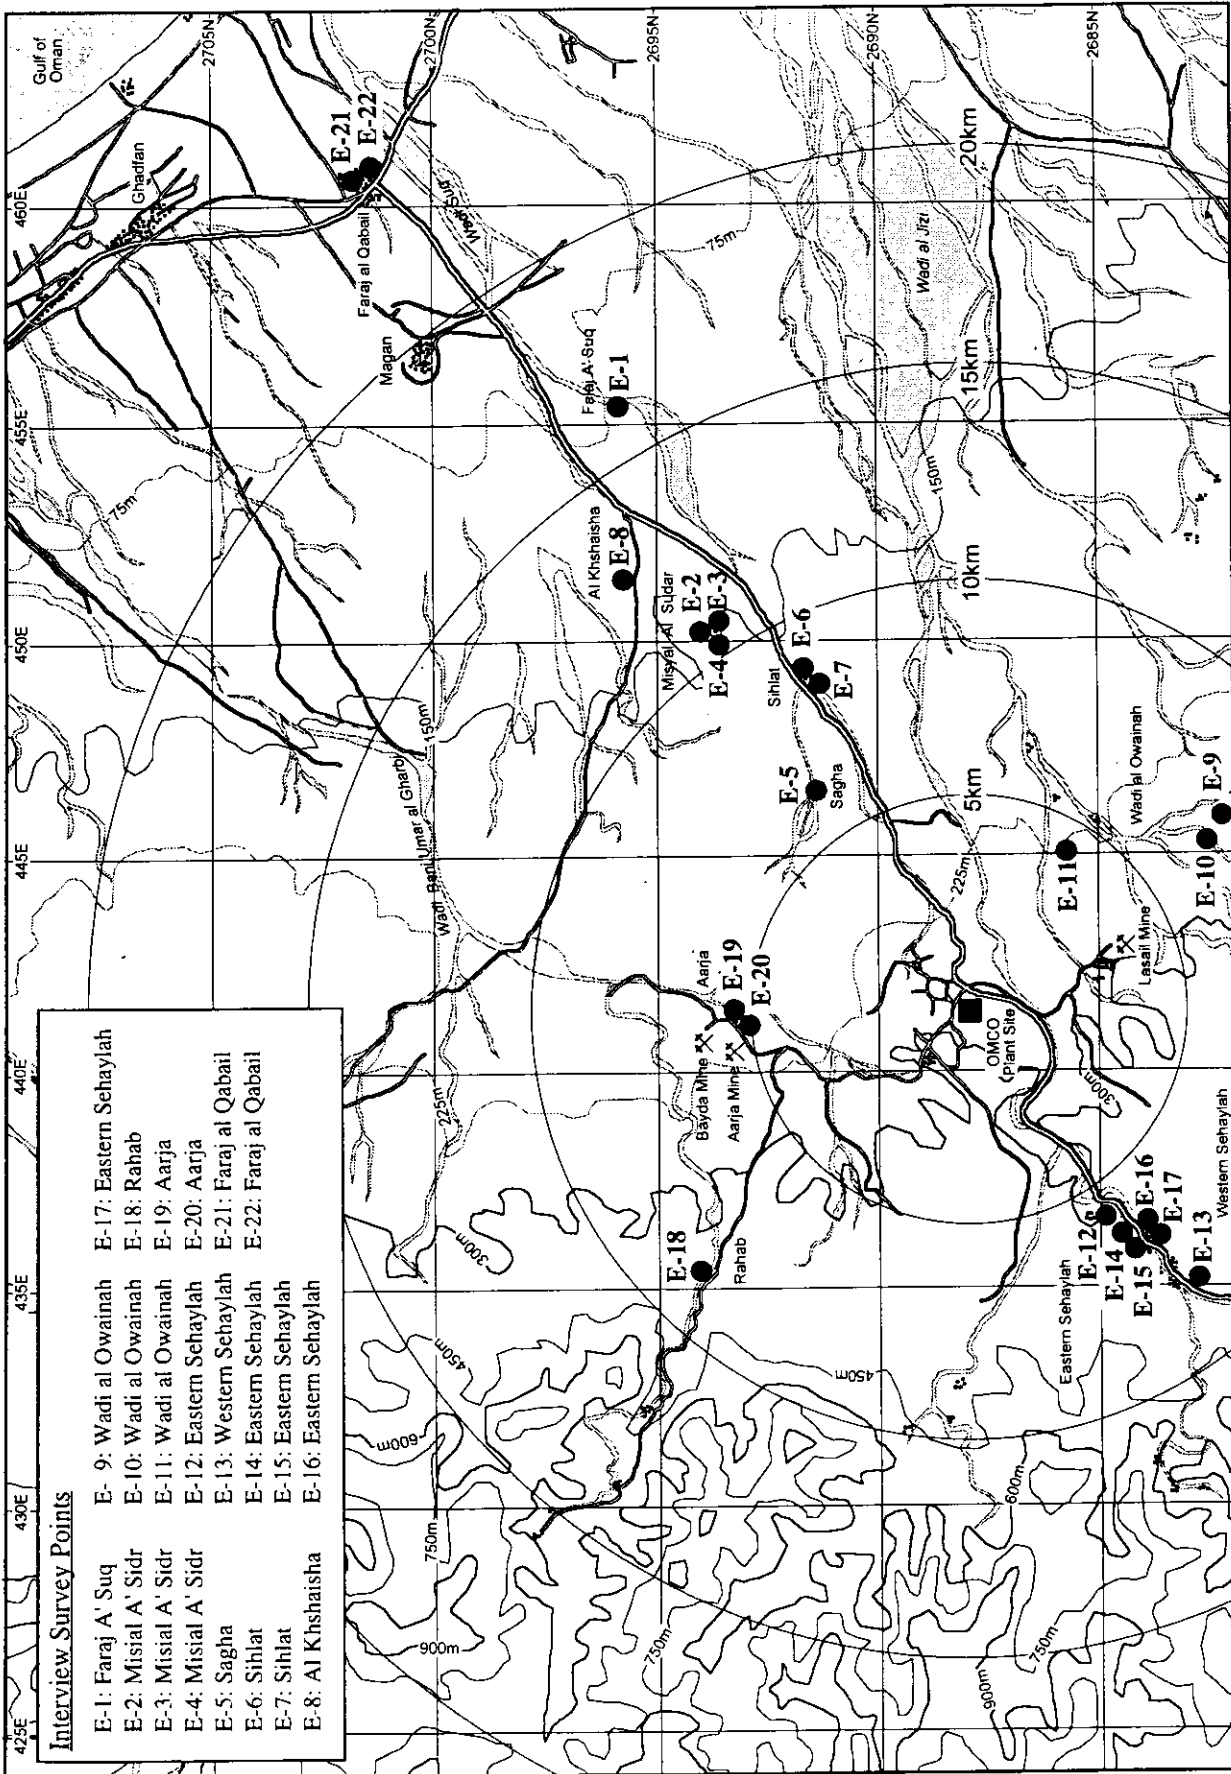 Interview Survey Points
E-1: Faraj A' Suq
E-2: Misial A' Sidr
E-3: Misial A' Sidr
E-4: Misial A' Sidr
E-5: Sagha
E-6: Sihlat
E-7: Sihlat
E-8: Al Khshaisha
E- 9: Wadi al Owainah
E-10: Wadi al Owainah
E-11: Wadi al Owainah
E-12: Eastern Sehaylah
E-13: Western Sehaylah
E-14: Eastern Sehaylah
E-15: Eastern Sehaylah
E-16: Eastern Sehaylah
E-17: Eastern Sehaylah
E-18: Rahab
E-19: Aarja
E-20: Aarja
E-21: Faraj al Qabail
E-22: Faraj al Qabail
425E
430E
435E
440E
445E
450E
455E
460E
2705N
2700N
2695N
2690N
2685N
Gulf of
Oman
Ghadfan
E-21
E-22
Faraj al Qabail
Wadi Suq
Magan
75m
75m
Falaj A'-Suq
E-1
Wadi al Jizi
20km
15km
10km
5km
150m
150m
Al Khshaisha
E-8
Misyal Al Sudar
E-2
E-3
E-4
Sihlat
E-6
E-7
E-5
Sagha
Wadi Bani Umar al Gharbi
Wadi al Owainah
E-9
E-10
E-11
225m
225m
Lasail Mine
Aarja
E-19
E-20
Bayda Mine
Aarja Mine
OMCO
Plant Site
300m
300m
E-18
Rahab
Eastern Sehaylah
E-12
E-14
E-15
E-16
E-17
E-13
Western Sehaylah
450m
450m
600m
600m
750m
750m
750m
900m
900m